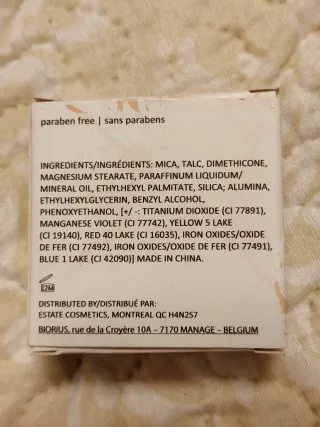 paraben free | sans parabens
INGREDIENTS/INGRÉDIENTS: MICA, TALC, DIMETHICONE,
MAGNESIUM STEARATE, PARAFFINUM LIQUIDUM/
MINERAL OIL, ETHYLHEXYL PALMITATE, SILICA; ALUMINA,
ETHYLHEXYLGLYCERIN, BENZYL ALCOHOL,
PHENOXYETHANOL, [+/ -: TITANIUM DIOXIDE (CI 77891),
MANGANESE VIOLET (CI 77742), YELLOW 5 LAKE
(CI 19140), RED 40 LAKE (CI 16035), IRON OXIDES/OXIDE
DE FER (CI 77492), IRON OXIDES/OXIDE DE FER (CI 77491),
BLUE 1 LAKE (CI 42090)] MADE IN CHINA.
12M
DISTRIBUTED BY/DISTRIBUÉ PAR:
ESTATE COSMETICS, MONTREAL QC H4N2S7
BIORIUS, rue de la Croyère 10A – 7170 MANAGE – BELGIUM